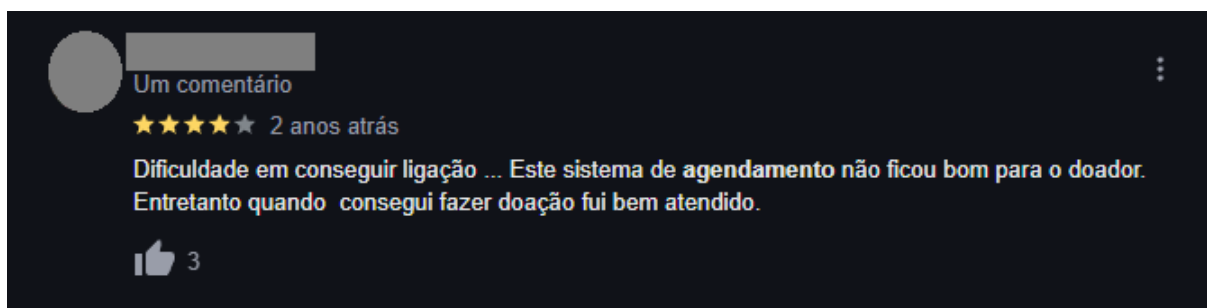 Um comentário
2 anos atrás
Dificuldade em conseguir ligação ... Este sistema de agendamento não ficou bom para o doador.
Entretanto quando  consegui fazer doação fui bem atendido.
3